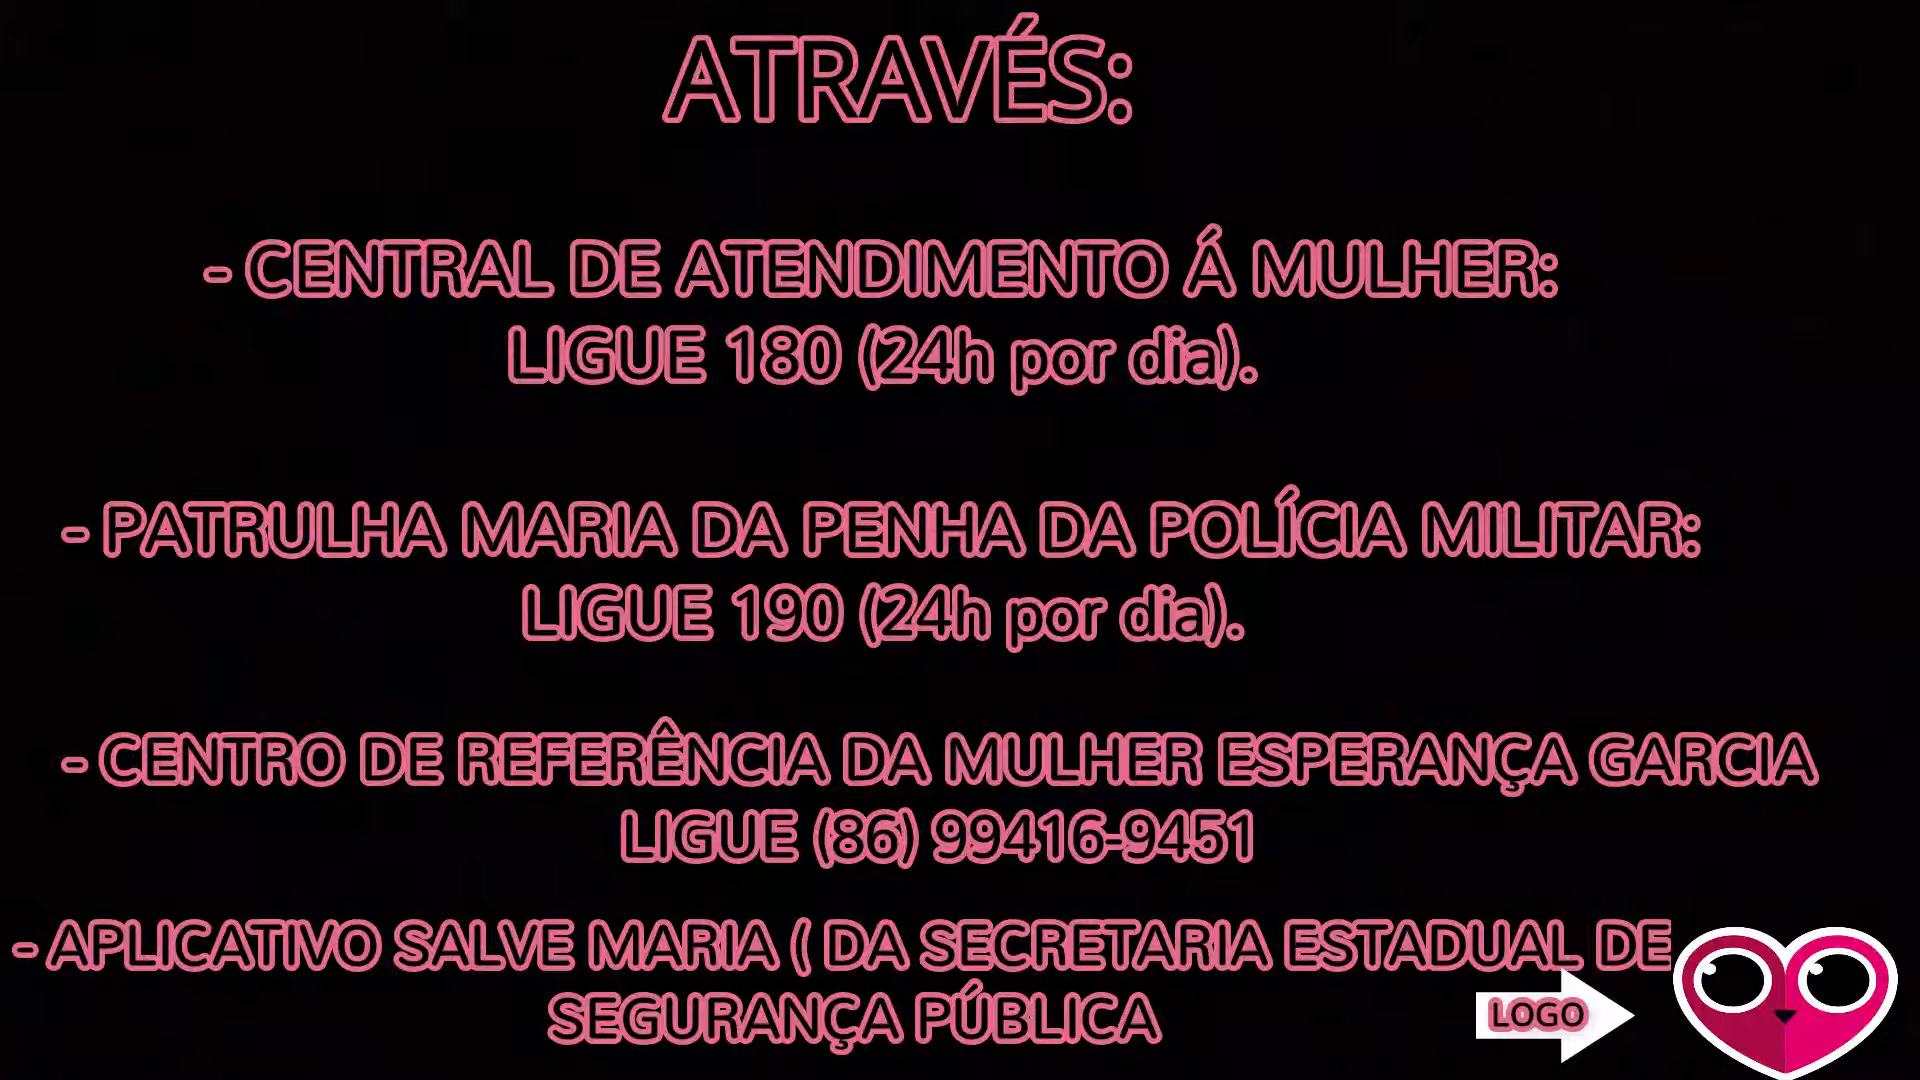 ATRAVÉS:
- CENTRAL DE ATENDIMENTO Á MULHER:
LIGUE 180 (24h por dia).
- PATRULHA MARIA DA PENHA DA POLÍCIA MILITAR:
LIGUE 190 (24h por dia).
- CENTRO DE REFERÊNCIA DA MULHER ESPERANÇA GARCIA
LIGUE (86) 99416-9451
- APLICATIVO SALVE MARIA ( DA SECRETARIA ESTADUAL DE
SEGURANÇA PÚBLICA
LOGO